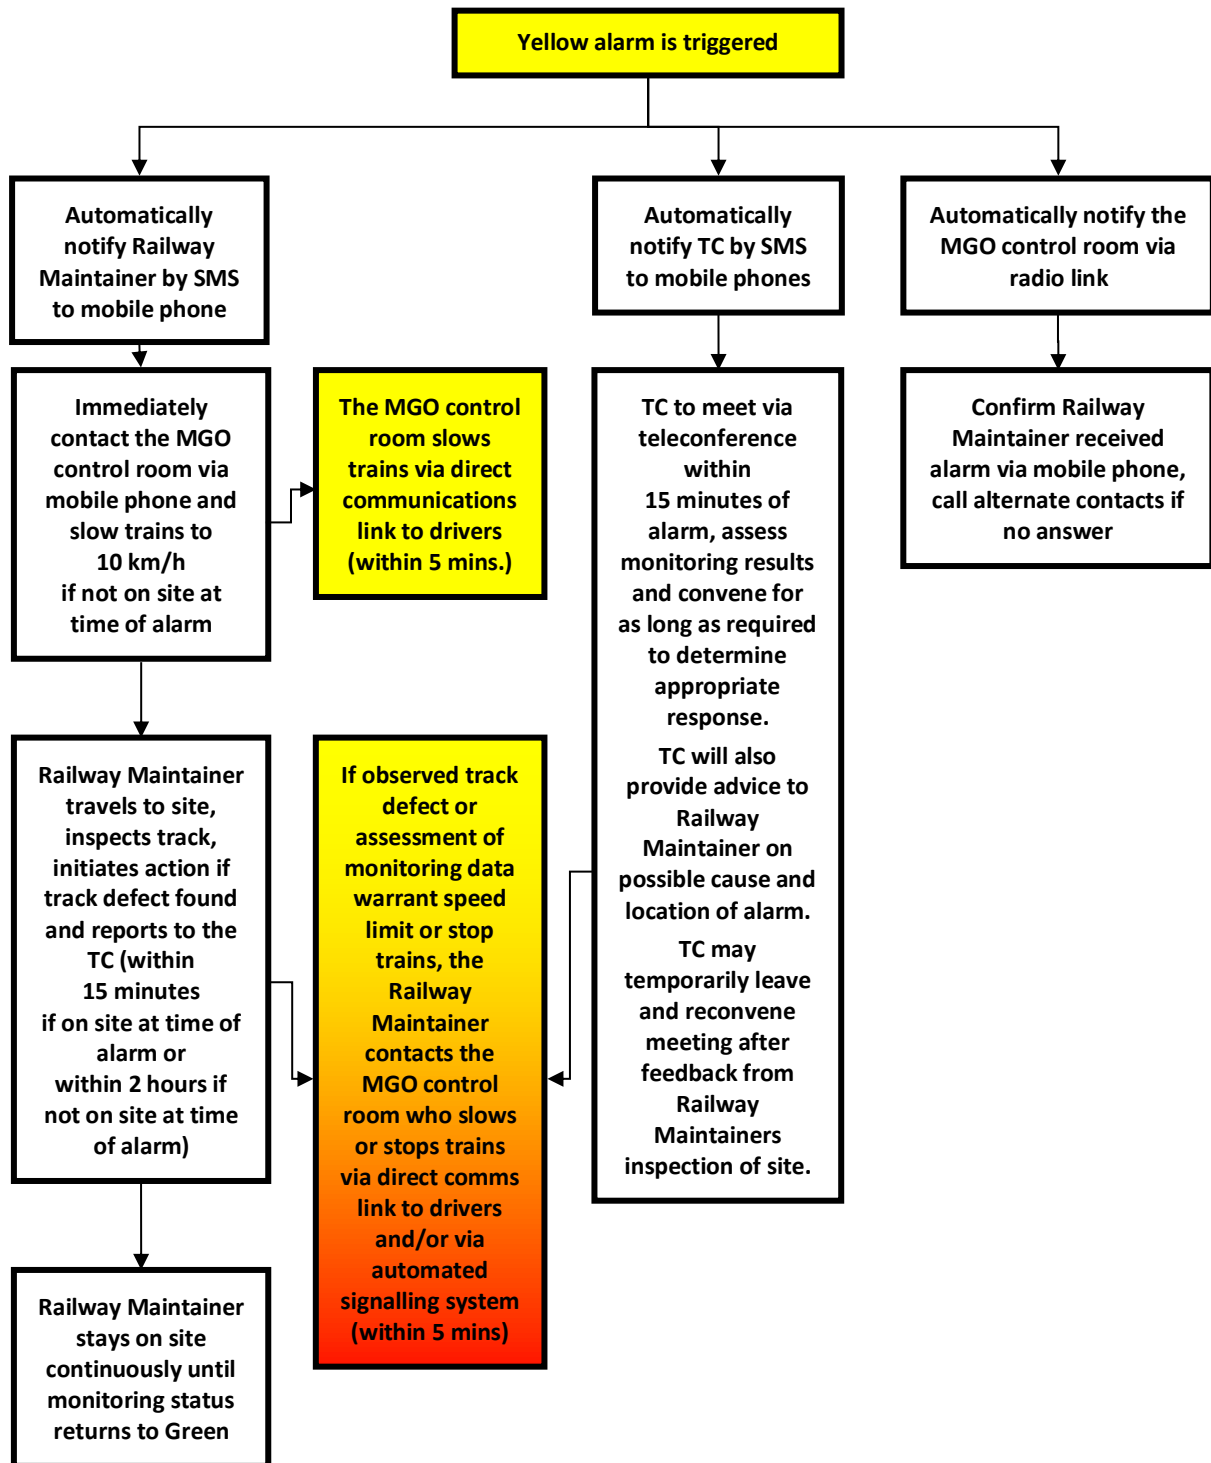 Yellow alarm is triggered
Automatically
notify Railway
Maintainer by SMS
to mobile phone
Automatically
notify TC by SMS
to mobile phones
Automatically notify the
MGO control room via
radio link
Immediately
contact the MGO
control room via
mobile phone and
slow trains to
10 km/h
if not on site at
time of alarm
The MGO control
room slows
trains via direct
communications
link to drivers
(within 5 mins.)
TC to meet via
teleconference
within
15 minutes of
alarm, assess
monitoring results
and convene for
as long as required
to determine
appropriate
response.
TC will also
provide advice to
Railway
Maintainer on
possible cause and
location of alarm.
TC may
temporarily leave
and reconvene
meeting after
feedback from
Railway
Maintainers
inspection of site.
Confirm Railway
Maintainer received
alarm via mobile phone,
call alternate contacts if
no answer
Railway Maintainer
travels to site,
inspects track,
initiates action if
track defect found
and reports to the
TC (within
15 minutes
if on site at time of
alarm or
within 2 hours if
not on site at time
of alarm)
If observed track
defect or
assessment of
monitoring data
warrant speed
limit or stop
trains, the
Railway
Maintainer
contacts the
MGO control
room who slows
or stops trains
via direct comms
link to drivers
and/or via
automated
signalling system
(within 5 mins)
Railway Maintainer
stays on site
continuously until
monitoring status
returns to Green